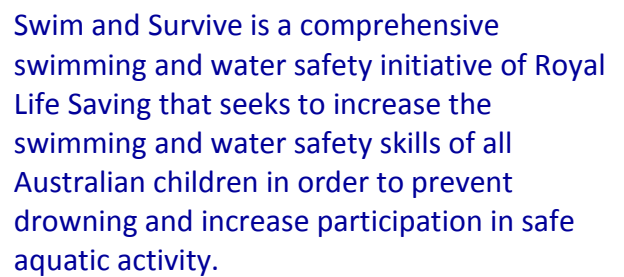 Swim and Survive is a comprehensive
swimming and water safety initiative of Royal
Life Saving that seeks to increase the
swimming and water safety skills of all
Australian children in order to prevent
drowning and increase participation in safe
aquatic activity.